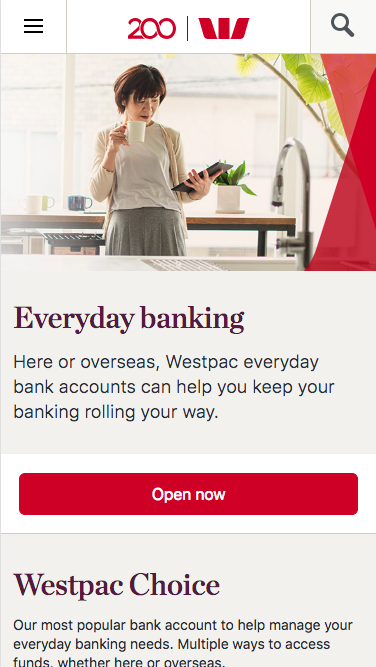 200
Everyday banking
Here or overseas, Westpac everyday
bank accounts can help you keep your
banking rolling your way.
Open now
Westpac Choice
Our most popular bank account to help manage your
everyday banking needs. Multiple ways to access
funds, whether here or overseas.